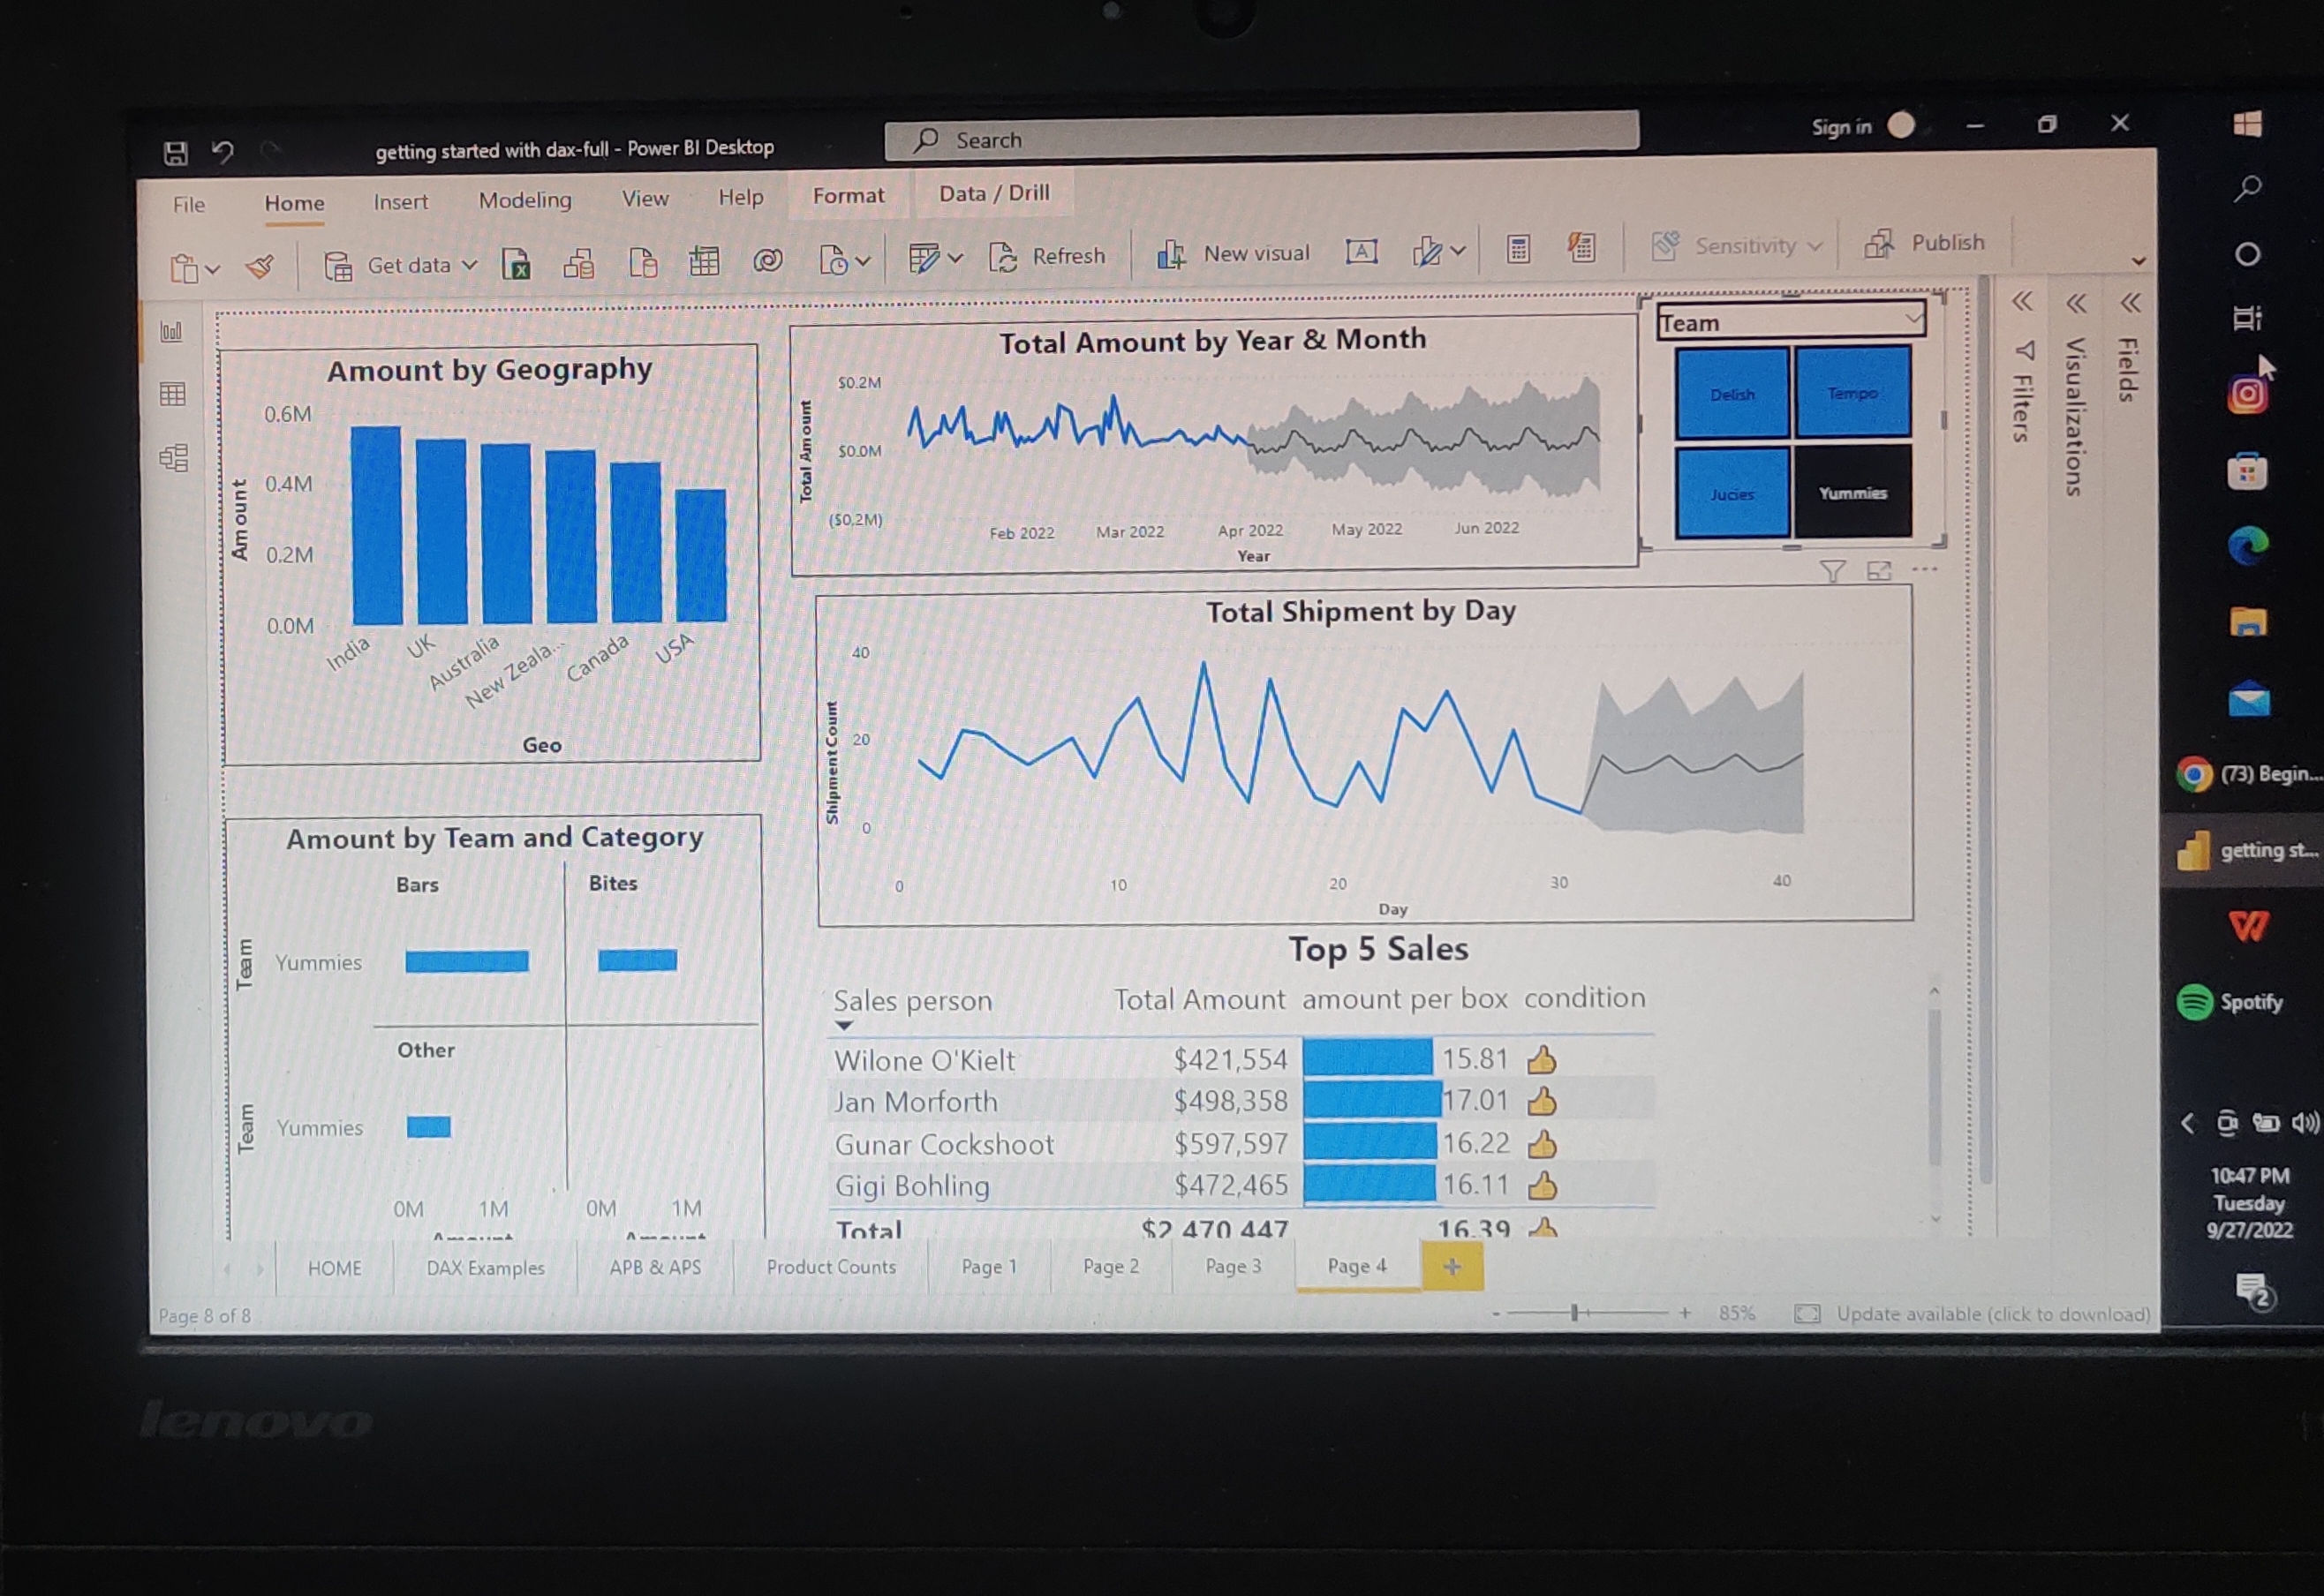 getting started with dax-full - Power BI Desktop
Search
Sign in
File Home Insert Modeling View Help Format Data / Drill
Get data Refresh New visual Sensitivity Publish
Amount by Geography
Amount
0.6M
0.4M
0.2M
0.0M
India UK Australia New Zeala... Canada USA
Geo
Total Amount by Year & Month
Total Amount
$0.2M
$0.0M
($0.2M)
Feb 2022 Mar 2022 Apr 2022 May 2022 Jun 2022
Year
Team
Delish Tempo
Jucies Yummies
Filters
Visualizations
Fields
Total Shipment by Day
Shipment Count
40
20
0
0 10 20 30 40
Day
Amount by Team and Category
Bars Bites
Team
Yummies
Other
Team
Yummies
0M 1M 0M 1M
Top 5 Sales
Sales person Total Amount amount per box condition
Wilone O'Kielt $421,554 15.81
Jan Morforth $498,358 17.01
Gunar Cockshoot $597,597 16.22
Gigi Bohling $472,465 16.11
Total $2,470,447 16.39
HOME DAX Examples APB & APS Product Counts Page 1 Page 2 Page 3 Page 4 +
Page 8 of 8
- + 85% Update available (click to download)
(73) Begin...
getting st...
Spotify
10:47 PM
Tuesday
9/27/2022
2
lenovo